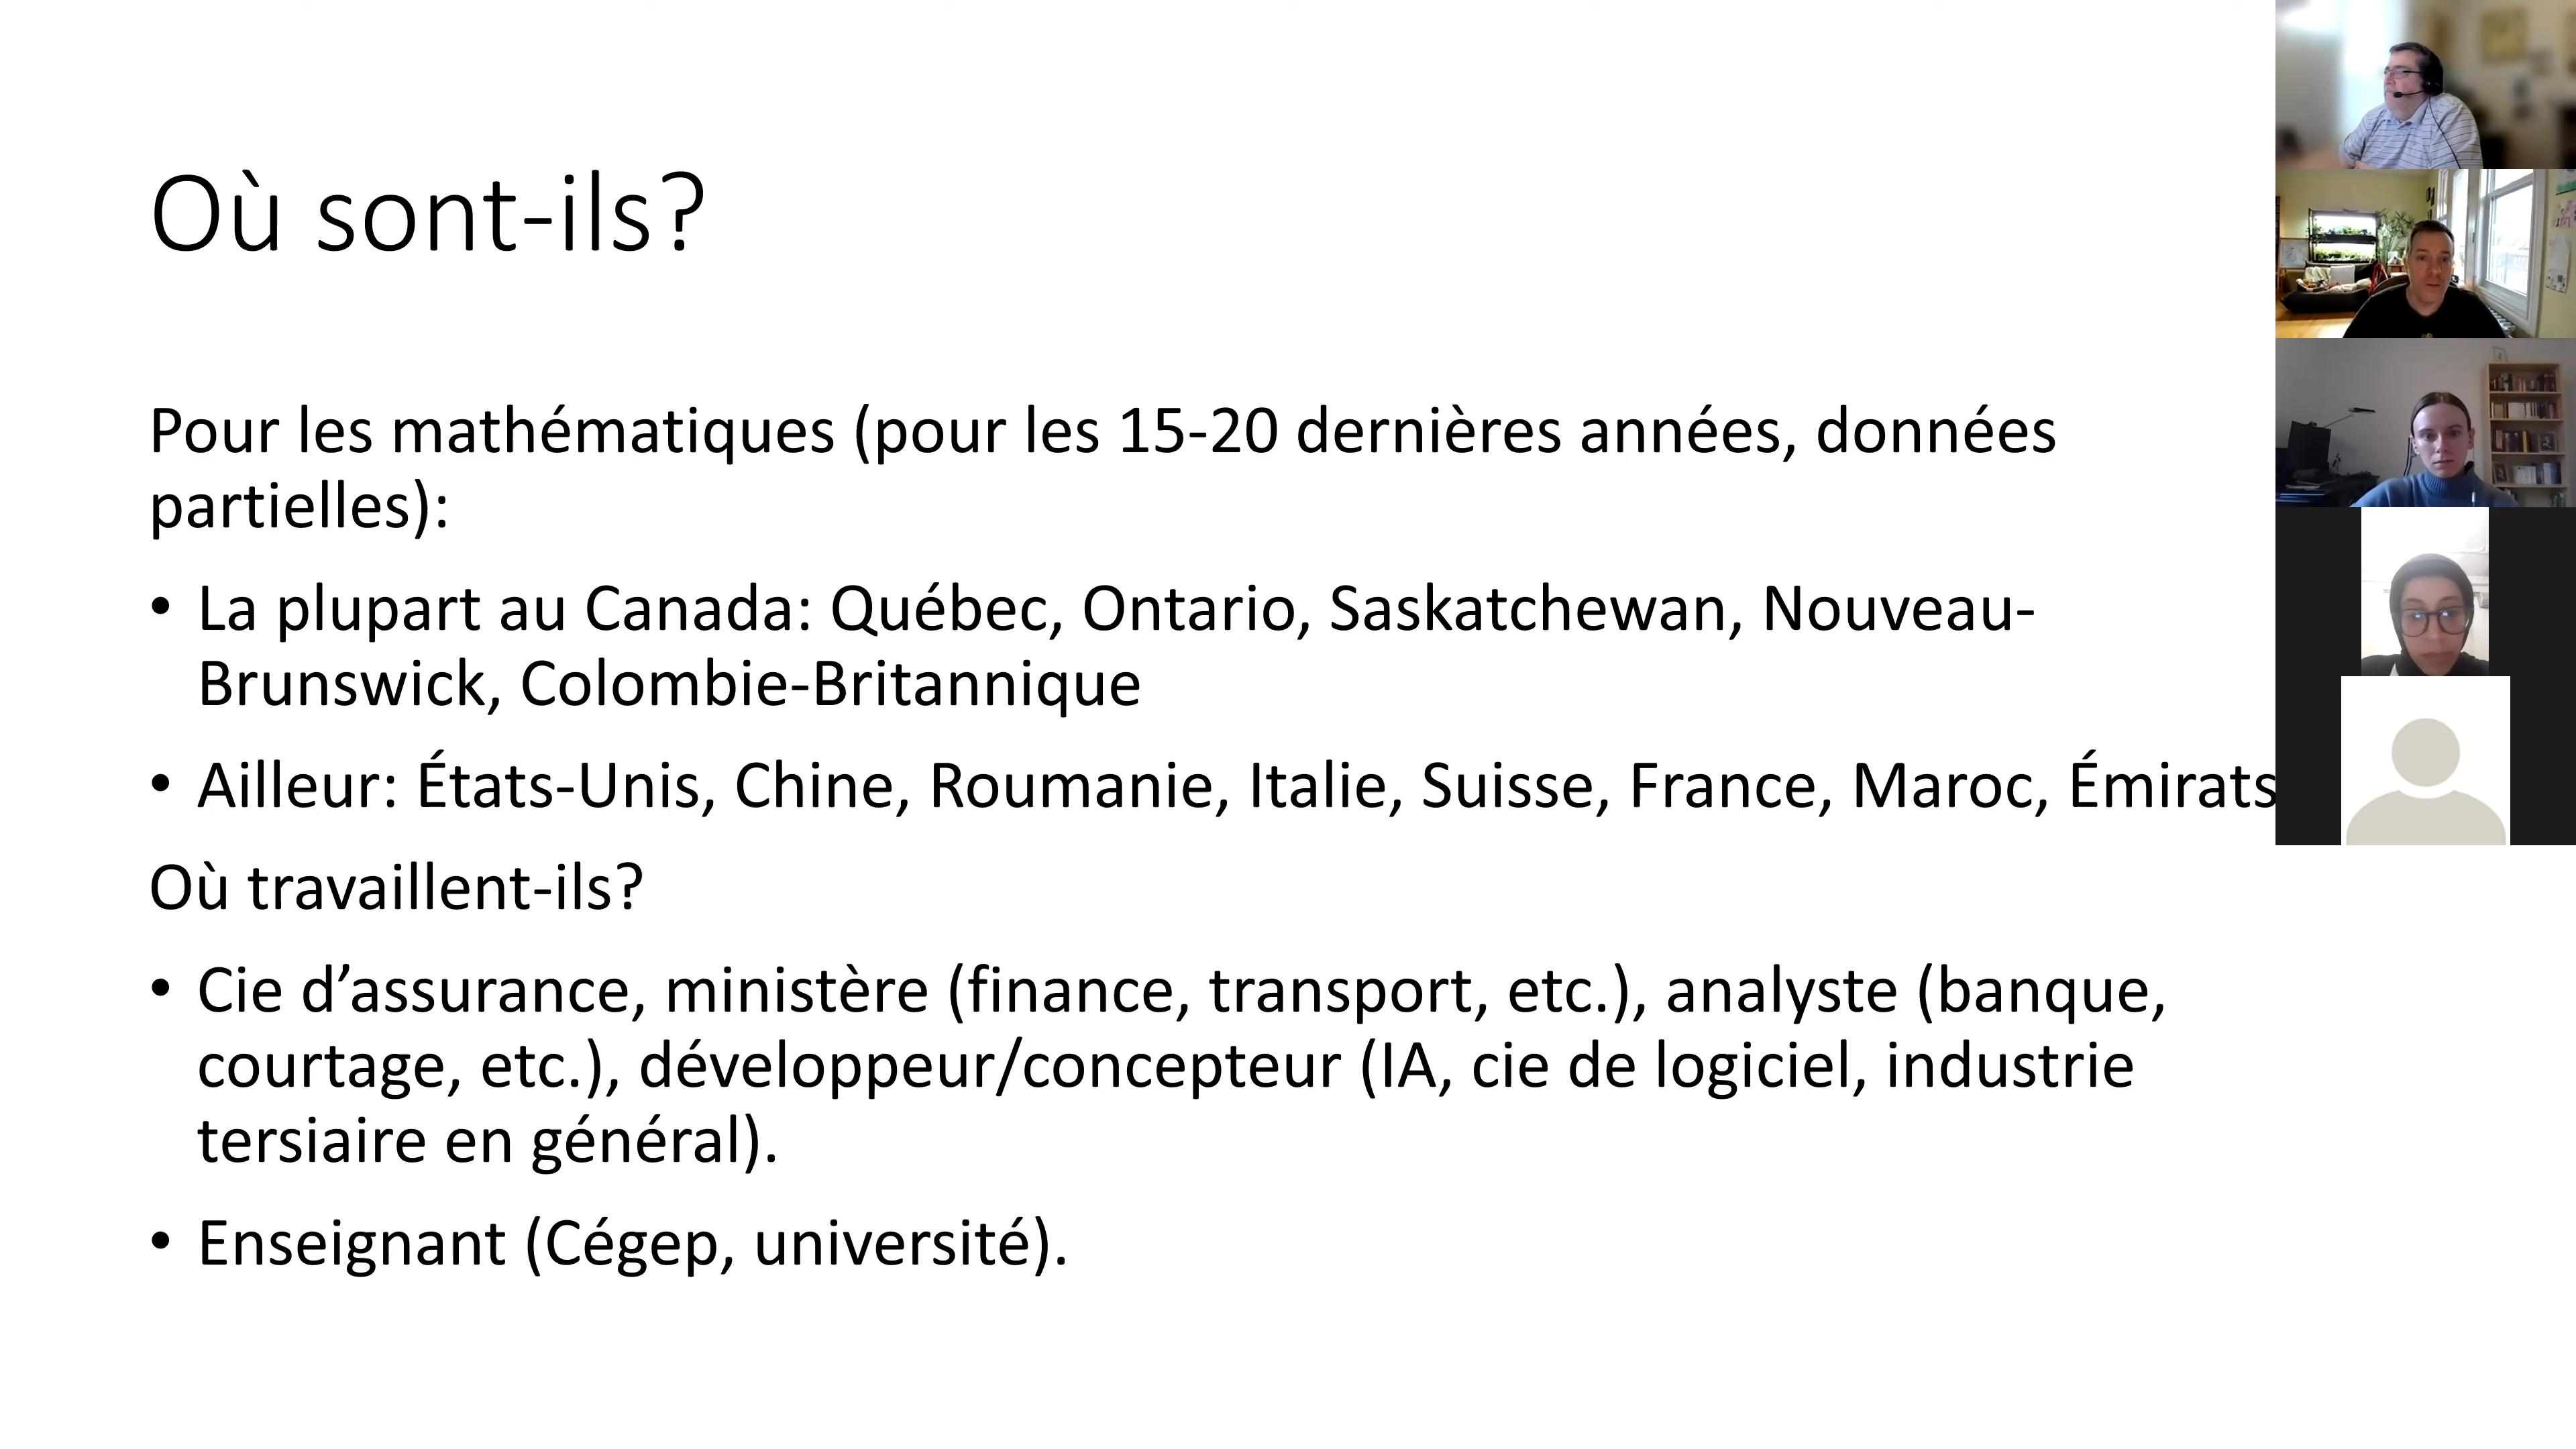 Où sont-ils?
Pour les mathématiques (pour les 15-20 dernières années, données
partielles):
• La plupart au Canada: Québec, Ontario, Saskatchewan, Nouveau-
Brunswick, Colombie-Britannique
• Ailleur: États-Unis, Chine, Roumanie, Italie, Suisse, France, Maroc, Émirats
Où travaillent-ils?
• Cie d’assurance, ministère (finance, transport, etc.), analyste (banque,
courtage, etc.), développeur/concepteur (IA, cie de logiciel, industrie
tersiaire en général).
• Enseignant (Cégep, université).